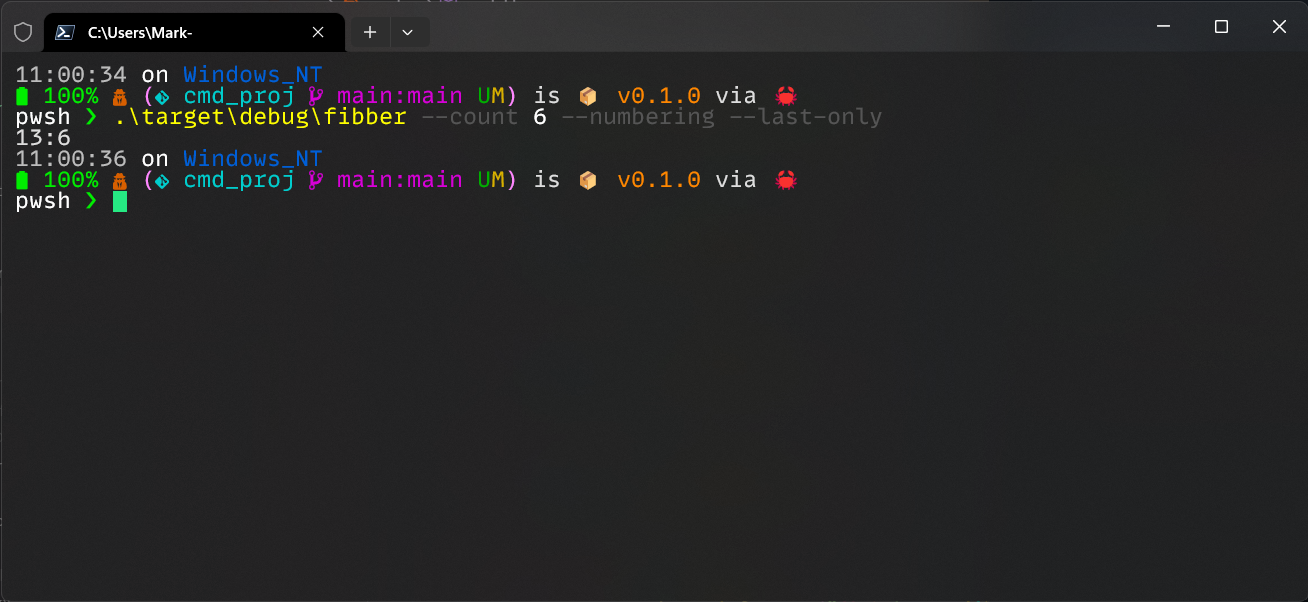 C:\Users\Mark-
11:00:34 on Windows_NT
100% ( cmd_proj main:main UM) is v0.1.0 via
pwsh ❯ .\target\debug\fibber --count 6 --numbering --last-only
13:6
11:00:36 on Windows_NT
100% ( cmd_proj main:main UM) is v0.1.0 via
pwsh ❯